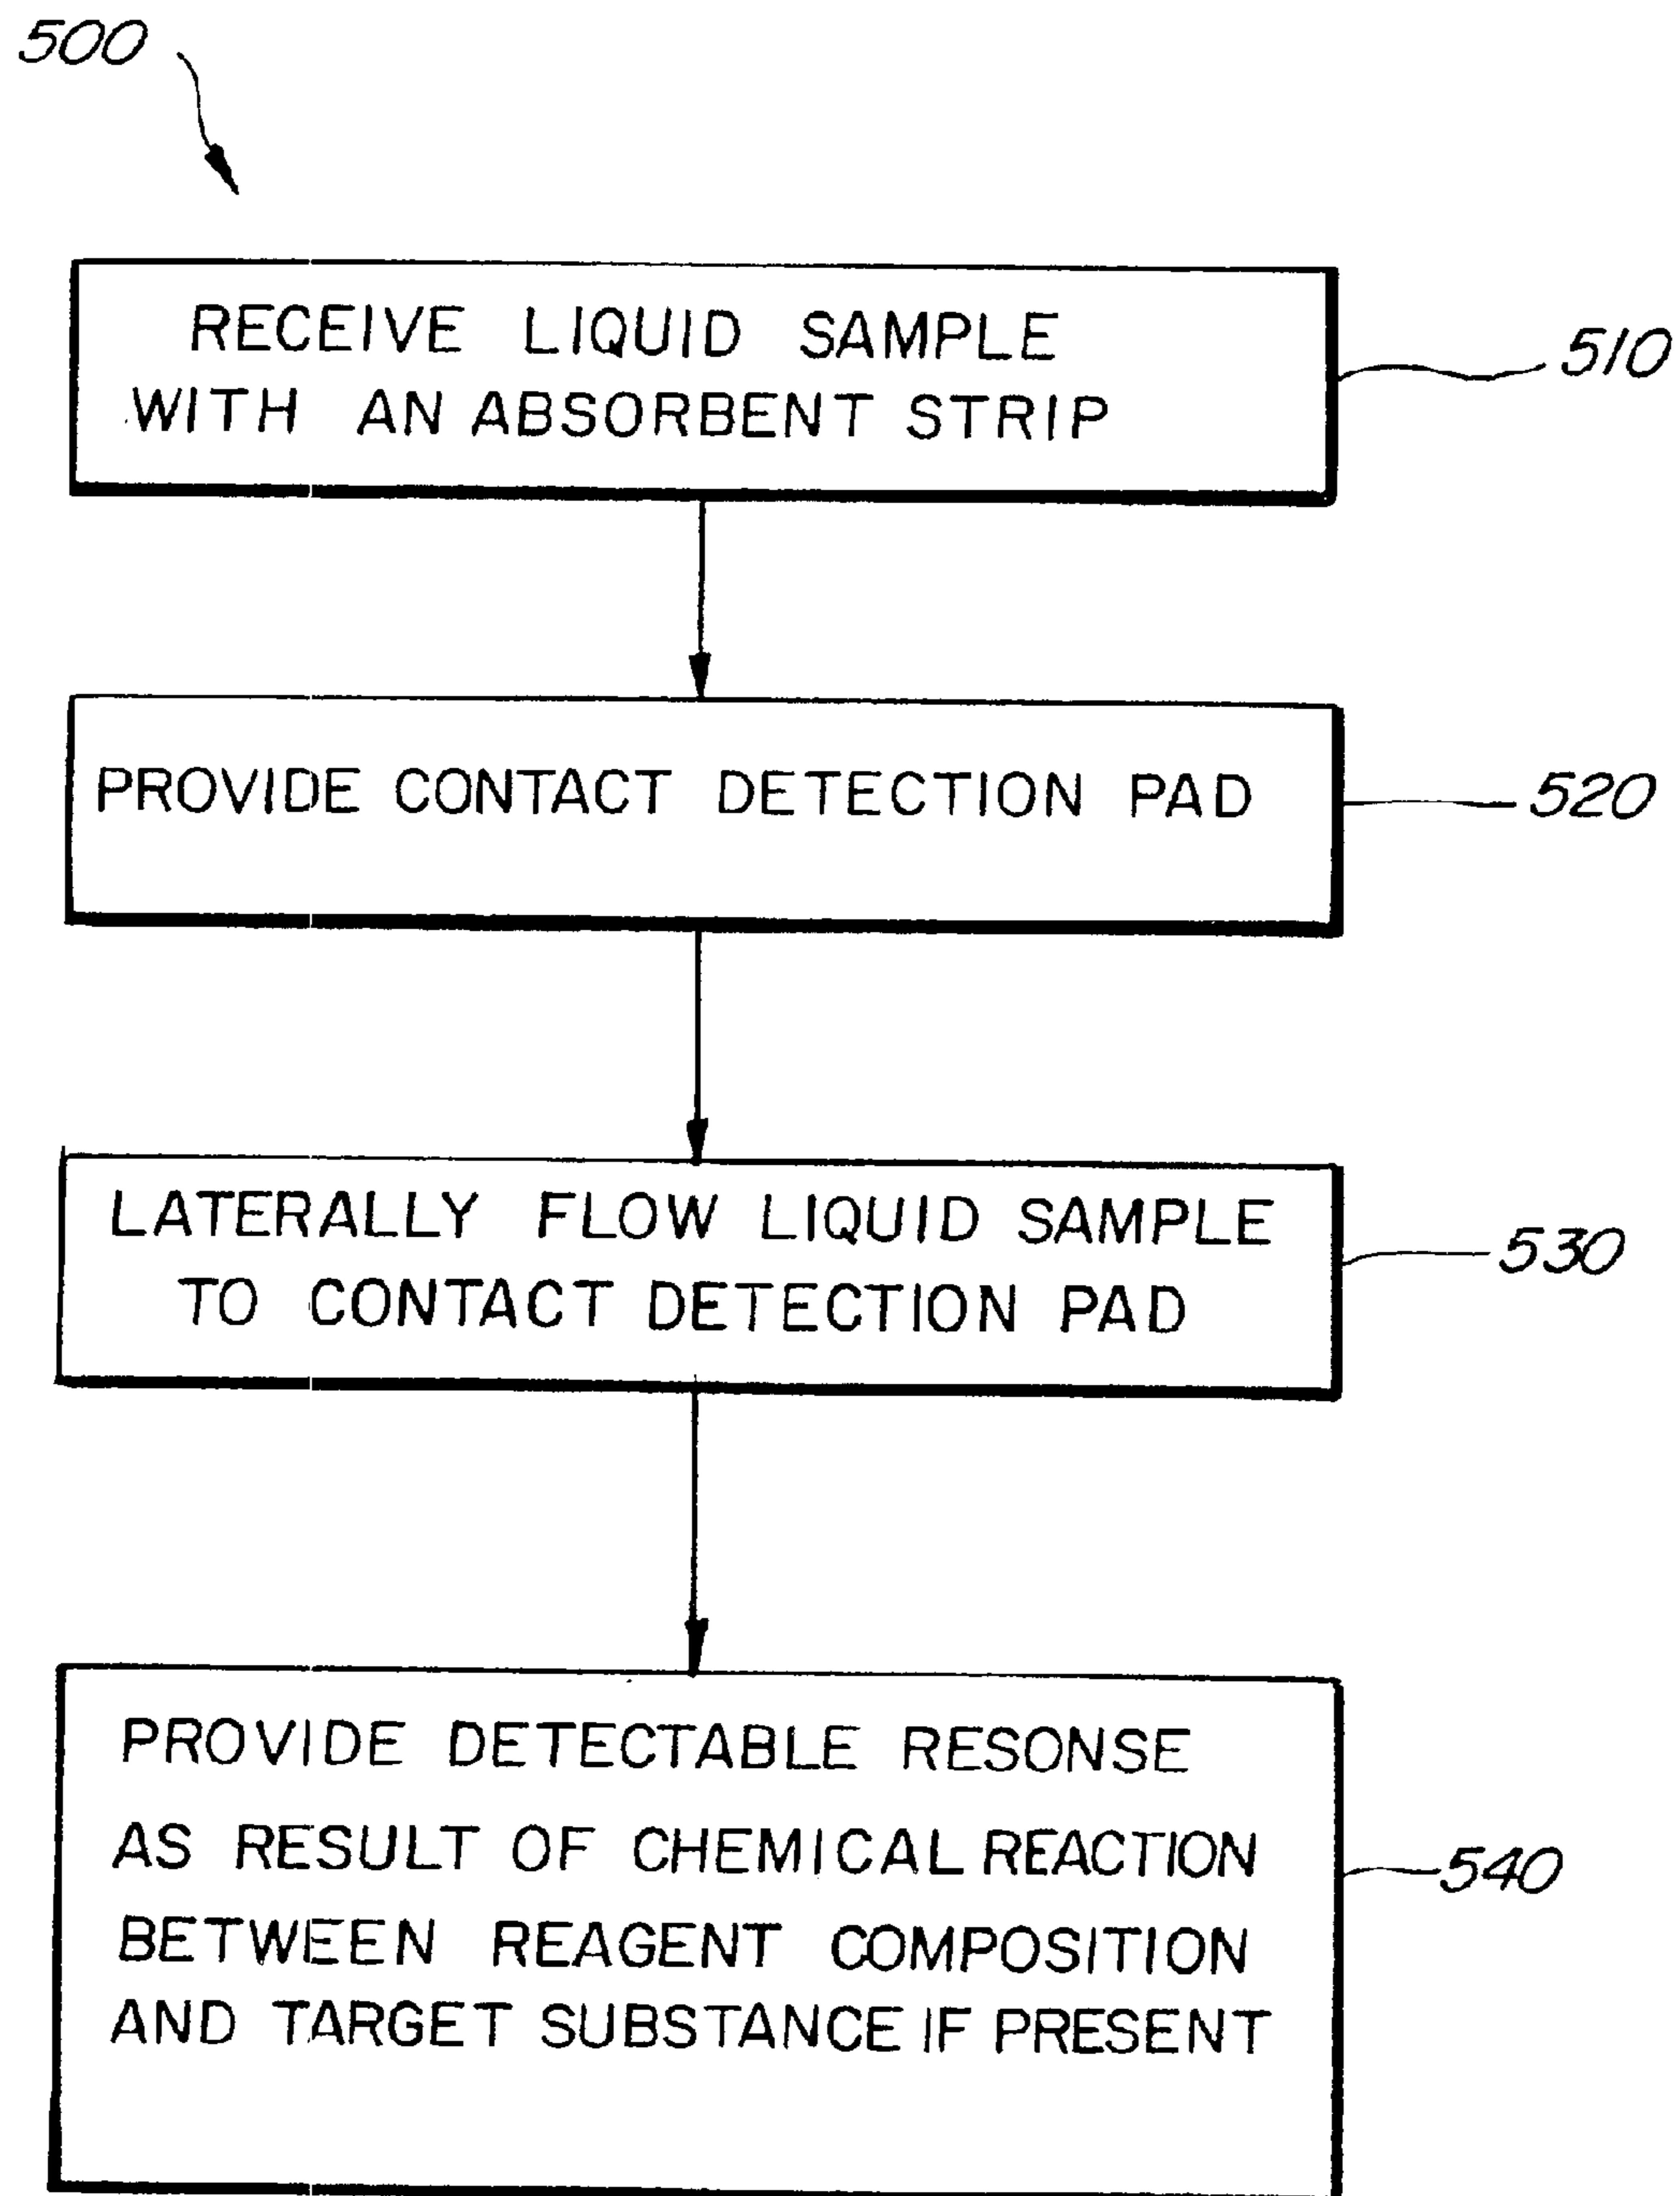 500
RECEIVE LIQUID SAMPLE
WITH AN ABSORBENT STRIP
510
PROVIDE CONTACT DETECTION PAD
520
LATERALLY FLOW LIQUID SAMPLE
TO CONTACT DETECTION PAD
530
PROVIDE DETECTABLE RESONSE
AS RESULT OF CHEMICAL REACTION
BETWEEN REAGENT COMPOSITION
AND TARGET SUBSTANCE IF PRESENT
540